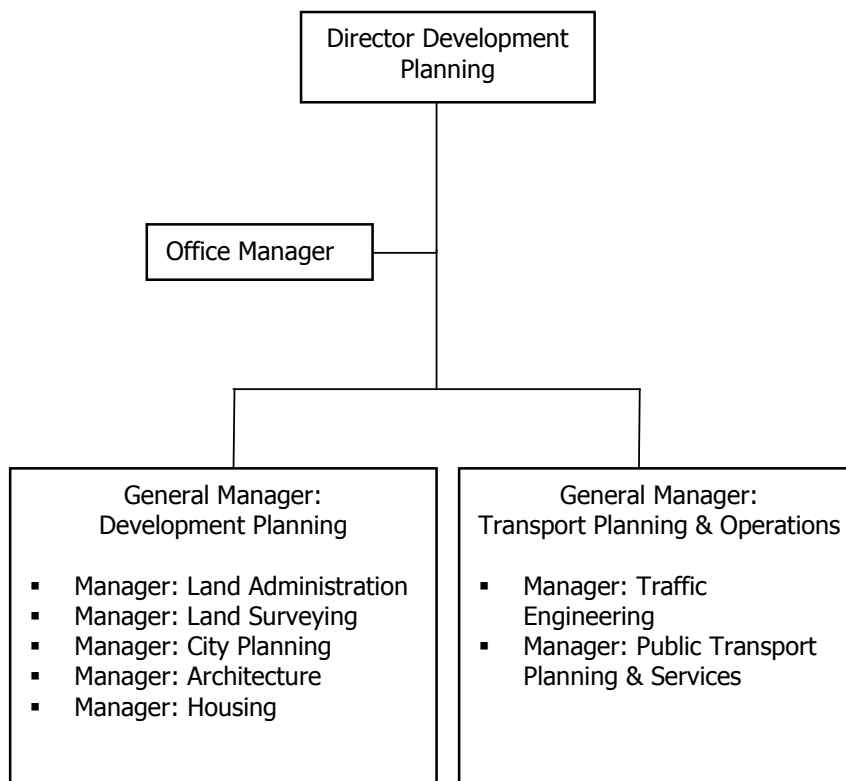 Director Development
Planning
Office Manager
General Manager:
Development Planning
▪ Manager: Land Administration
▪ Manager: Land Surveying
▪ Manager: City Planning
▪ Manager: Architecture
▪ Manager: Housing
General Manager:
Transport Planning & Operations
▪ Manager: Traffic
Engineering
▪ Manager: Public Transport
Planning & Services